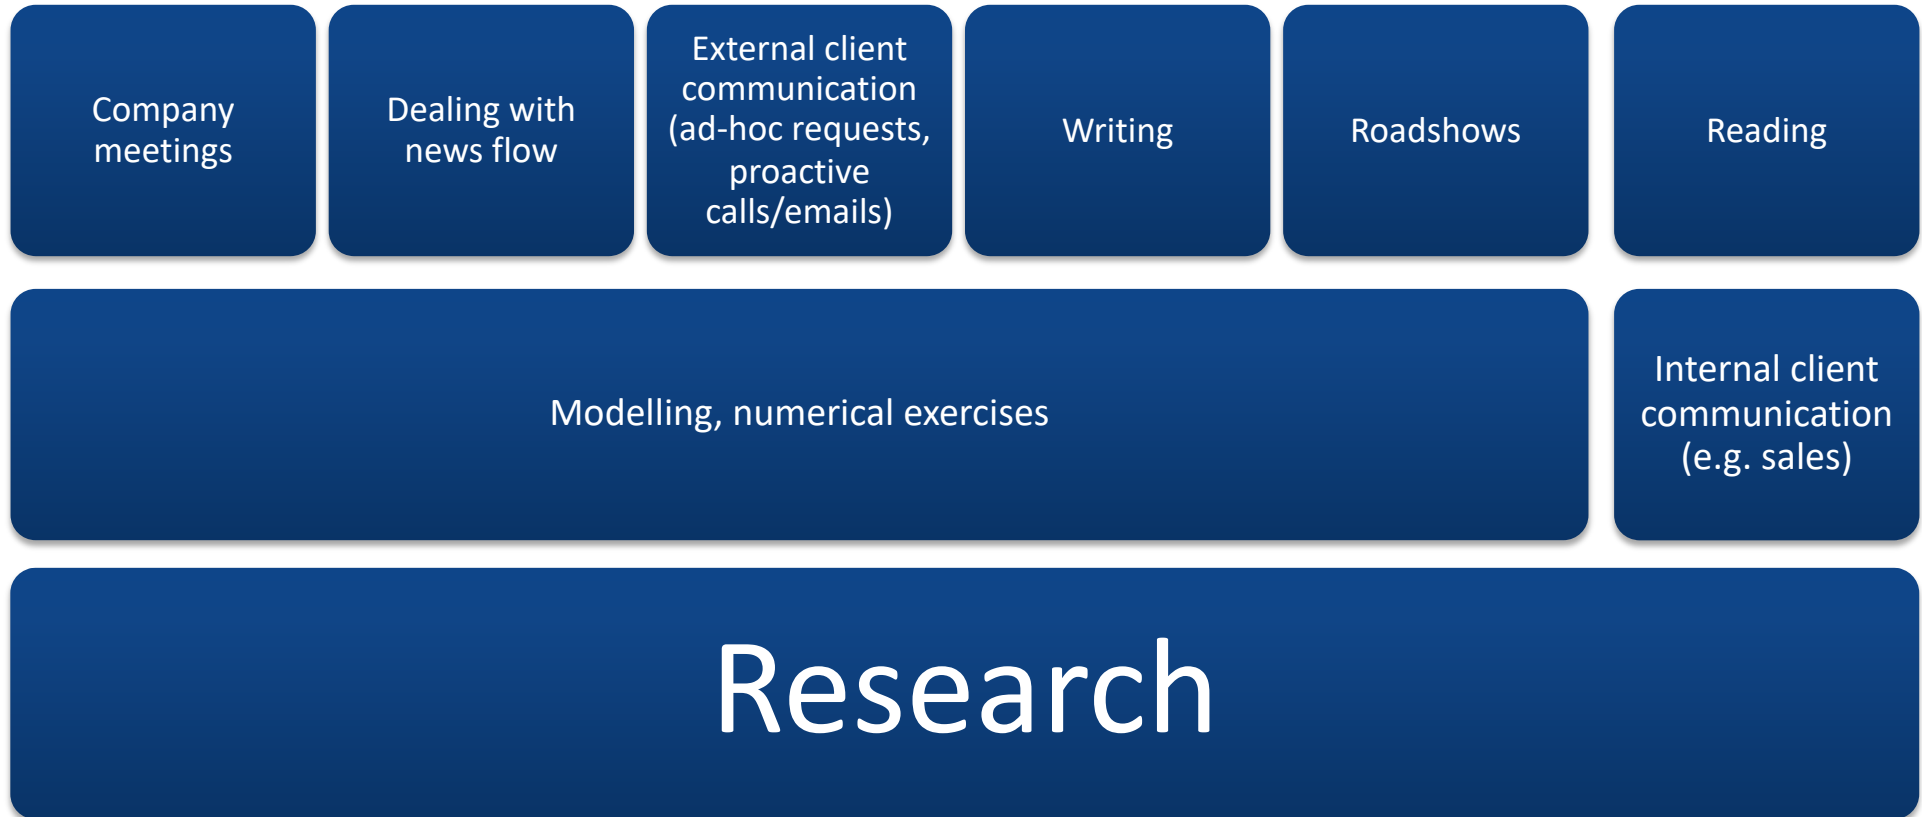 Company
meetings
Dealing with
news flow
External client
communication
(ad-hoc requests,
proactive
calls/emails)
Writing
Roadshows
Reading
Modelling, numerical exercises
Internal client
communication
(e.g. sales)
Research